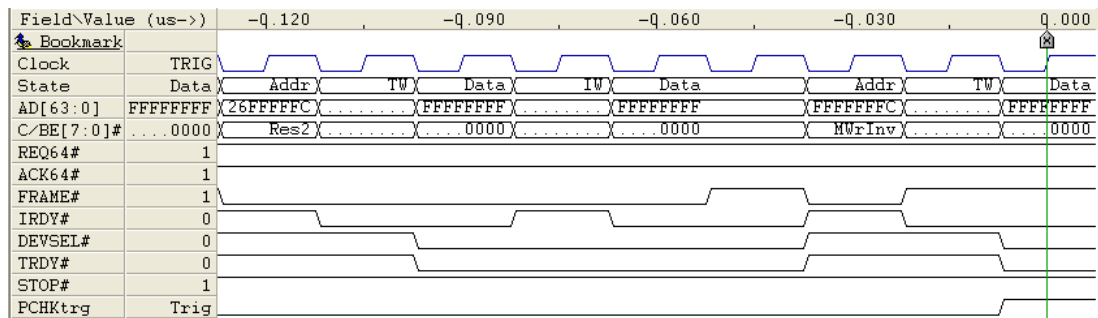 Field\Value (us->) -0.120 -0.090 -0.060 -0.030 0.000
Bookmark
Clock TRIG
State Data Addr TW Data IW Data Addr TW Data
AD[63:0] FFFFFFFF 26FFFFFC ........ FFFFFFFF ........ FFFFFFFF FFFFFFFC ........ FFFFFFFF
C/BE[7:0]# ....0000 Res2 ........ ....0000 ........ ....0000 MWrInv ........ ....0000
REQ64# 1
ACK64# 1
FRAME# 1
IRDY# 0
DEVSEL# 0
TRDY# 0
STOP# 1
PCHKtrg Trig